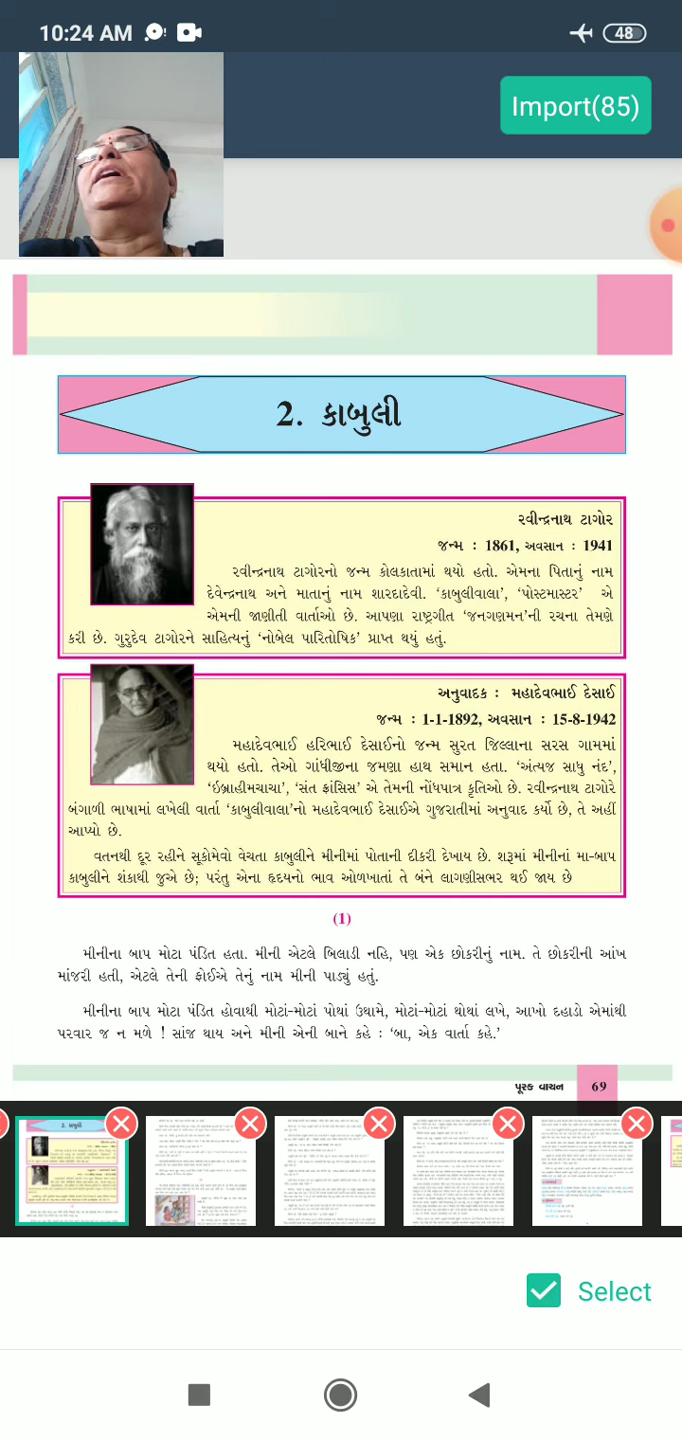 10:24 AM
48
Import(85)
2. કાબુલી
રવીન્દ્રનાથ ટાગોર
જન્મ : 1861, અવસાન : 1941
રવીન્દ્રનાથ ટાગોરનો જન્મ કોલકાતામાં થયો હતો. એમના પિતાનું નામ
દેવેન્દ્રનાથ અને માતાનું નામ શારદાદેવી. ‘કાબુલીવાલા’, ‘પોસ્ટમાસ્ટર’ એ
એમની જાણીતી વાર્તાઓ છે. આપણા રાષ્ટ્રગીત ‘જનગણમન’ની રચના તેમણે
કરી છે. ગુરુદેવ ટાગોરને સાહિત્યનું ‘નોબેલ પારિતોષિક’ પ્રાપ્ત થયું હતું.
અનુવાદક : મહાદેવભાઈ દેસાઈ
જન્મ : 1-1-1892, અવસાન : 15-8-1942
મહાદેવભાઈ હરિભાઈ દેસાઈનો જન્મ સુરત જિલ્લાના સરસ ગામમાં
થયો હતો. તેઓ ગાંધીજીના જમણા હાથ સમાન હતા. ‘અંત્યજ સાધુ નંદ’,
‘ઇબ્રાહીમચાચા’, ‘સંત ફ્રાંસિસ’ એ તેમની નોંધપાત્ર કૃતિઓ છે. રવીન્દ્રનાથ ટાગોરે
બંગાળી ભાષામાં લખેલી વાર્તા ‘કાબુલીવાલા’નો મહાદેવભાઈ દેસાઈએ ગુજરાતીમાં અનુવાદ કર્યો છે, તે અહીં
આપ્યો છે.
વતનથી દૂર રહીને સૂકોમેવો વેચતા કાબુલીને મીનીમાં પોતાની દીકરી દેખાય છે. શરૂમાં મીનીનાં મા-બાપ
કાબુલીને શંકાથી જુએ છે; પરંતુ એના હૃદયનો ભાવ ઓળખાતાં તે બંને લાગણીસભર થઈ જાય છે
(1)
મીનીના બાપ મોટા પંડિત હતા. મીની એટલે બિલાડી નહિ, પણ એક છોકરીનું નામ. તે છોકરીની આંખ
માંજરી હતી, એટલે તેની ફોઈએ તેનું નામ મીની પાડ્યું હતું.
મીનીના બાપ મોટા પંડિત હોવાથી મોટાં-મોટાં પોથાં ઉથામે, મોટાં-મોટાં થોથાં લખે, આખો દહાડો એમાંથી
પરવાર જ ન મળે ! સાંજ થાય અને મીની એની બાને કહે : ‘બા, એક વાર્તા કહે.’
પૂરક વાચન 69
2. કાબુલી
Select